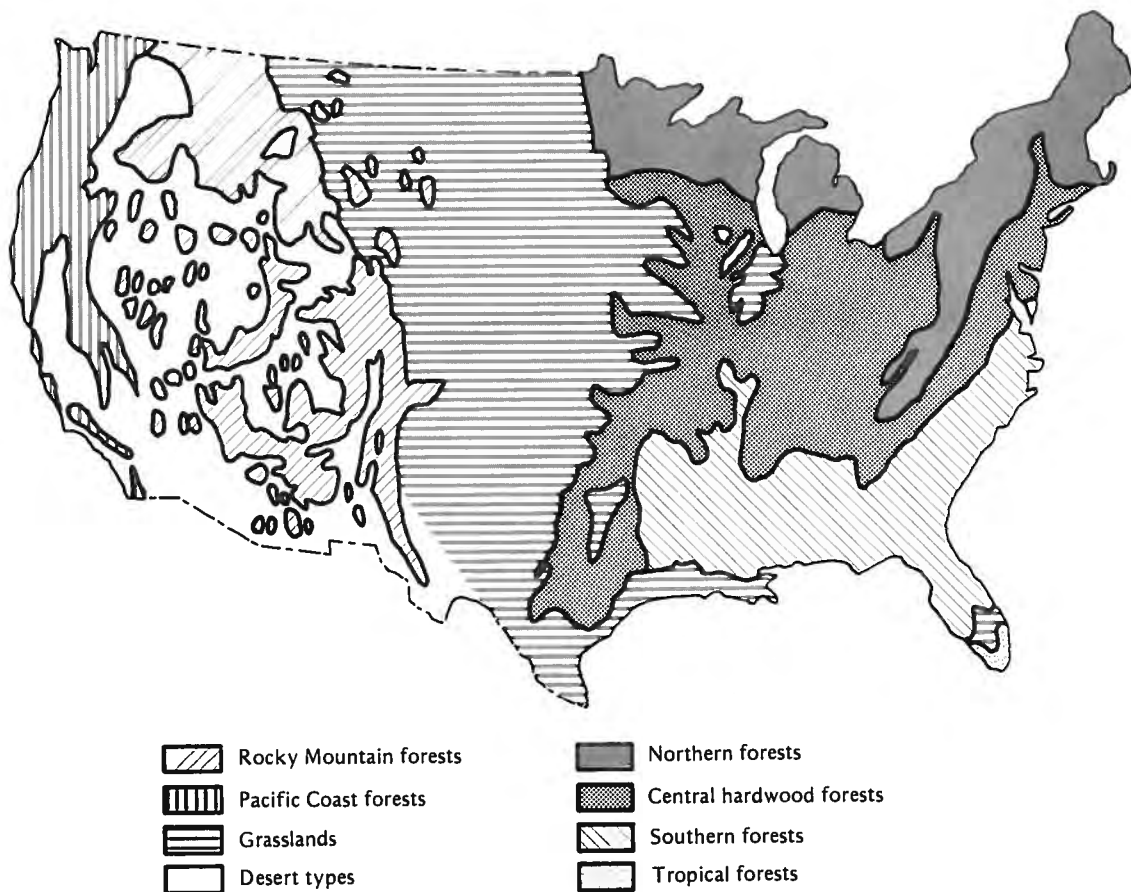 Rocky Mountain forests
Pacific Coast forests
Grasslands
Desert types
Northern forests
Central hardwood forests
Southern forests
Tropical forests